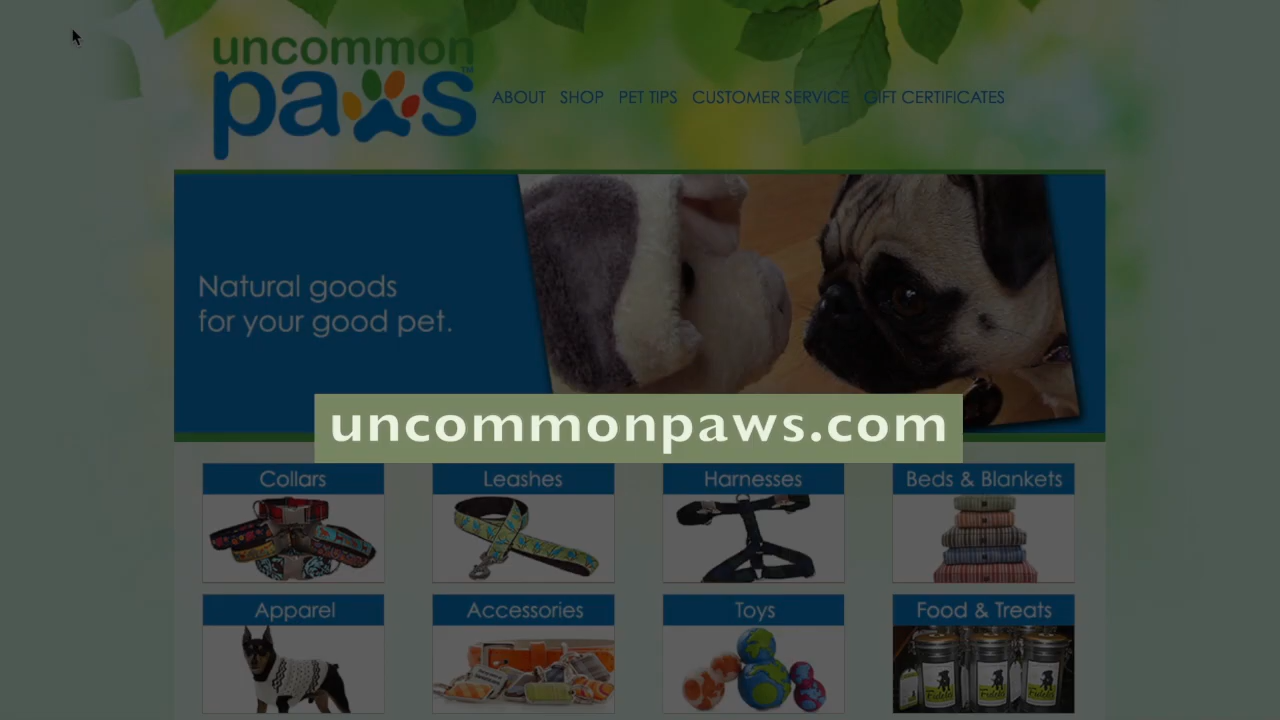 uncommon
paws™
ABOUT SHOP PET TIPS CUSTOMER SERVICE GIFT CERTIFICATES
Natural goods
for your good pet.
uncommonpaws.com
Collars Leashes Harnesses Beds & Blankets
Apparel Accessories Toys Food & Treats